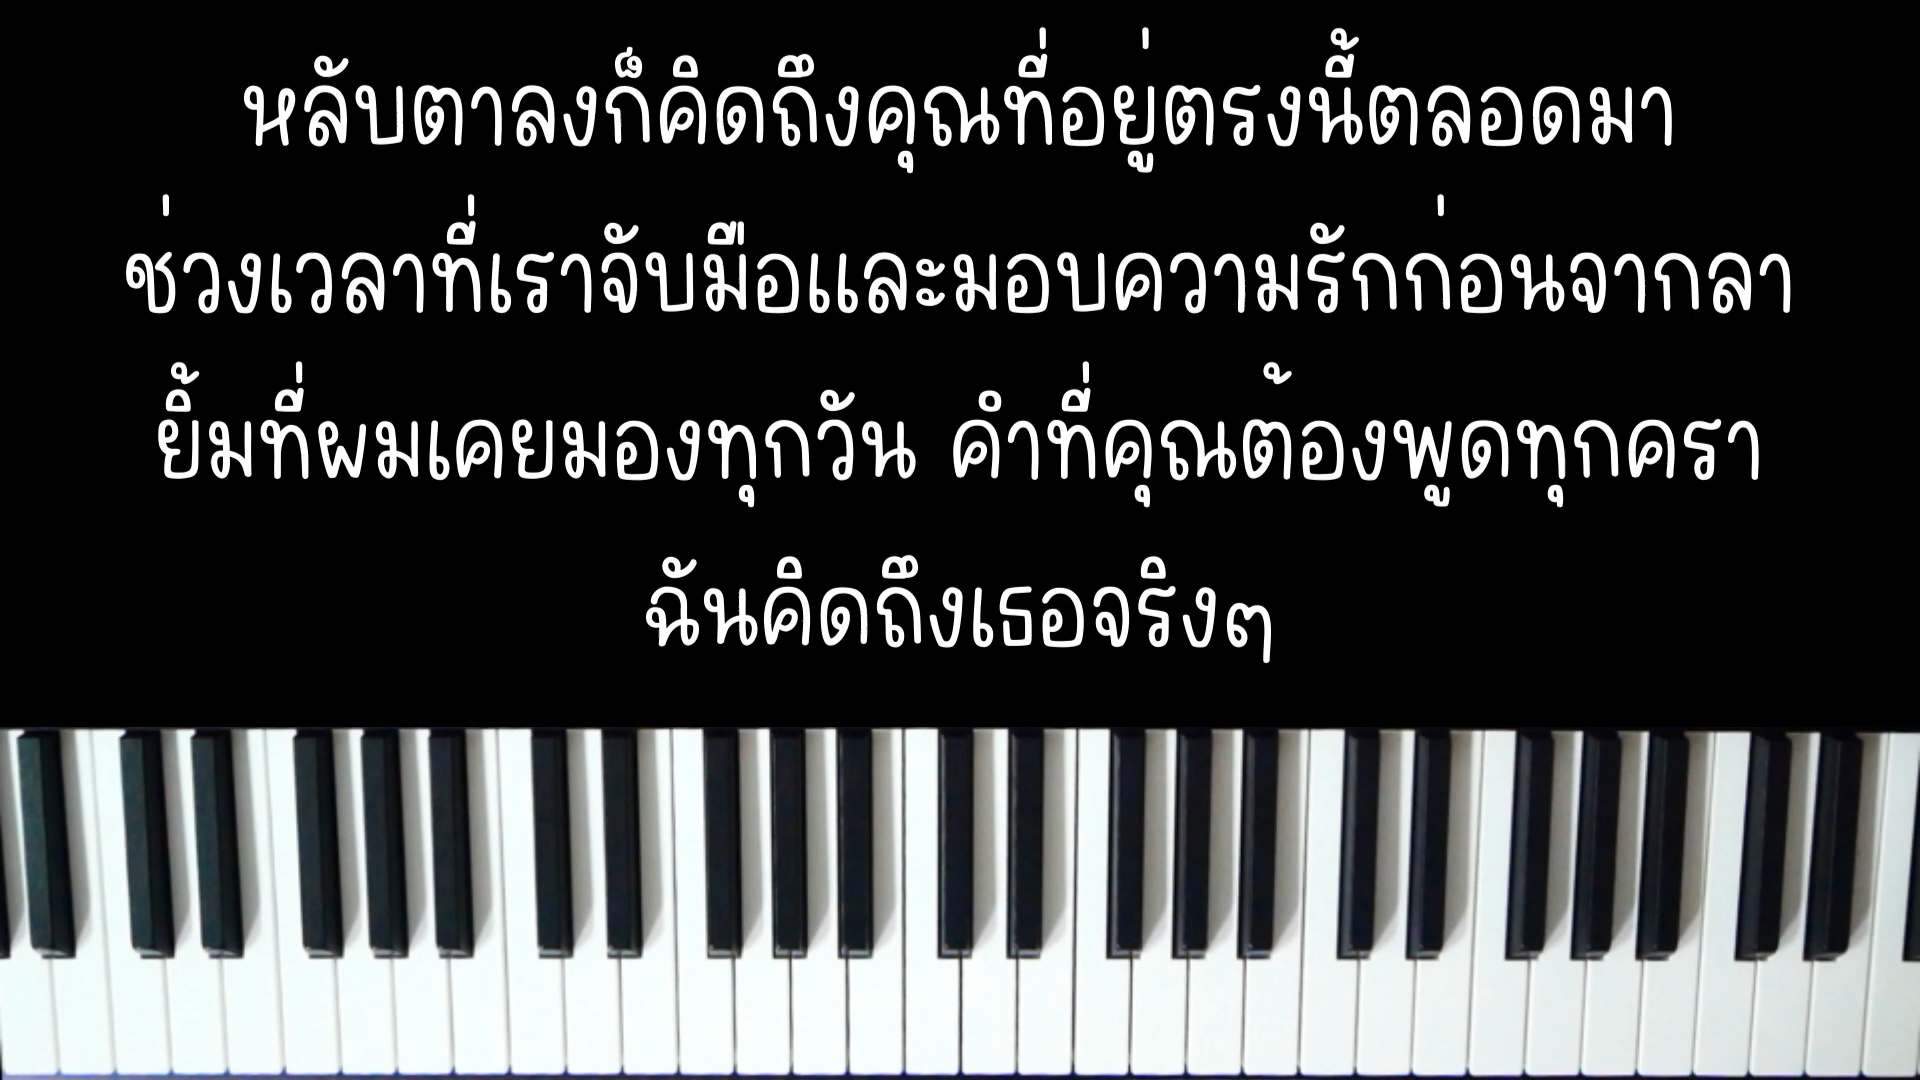 หลับตาลงก็คิดถึงคุณที่อยู่ตรงนี้ตลอดมา
ช่วงเวลาที่เราจับมือและมอบความรักก่อนจากลา
ยิ้มที่ผมเคยมองทุกวัน คำที่คุณต้องพูดทุกครา
ฉันคิดถึงเธอจริงๆ